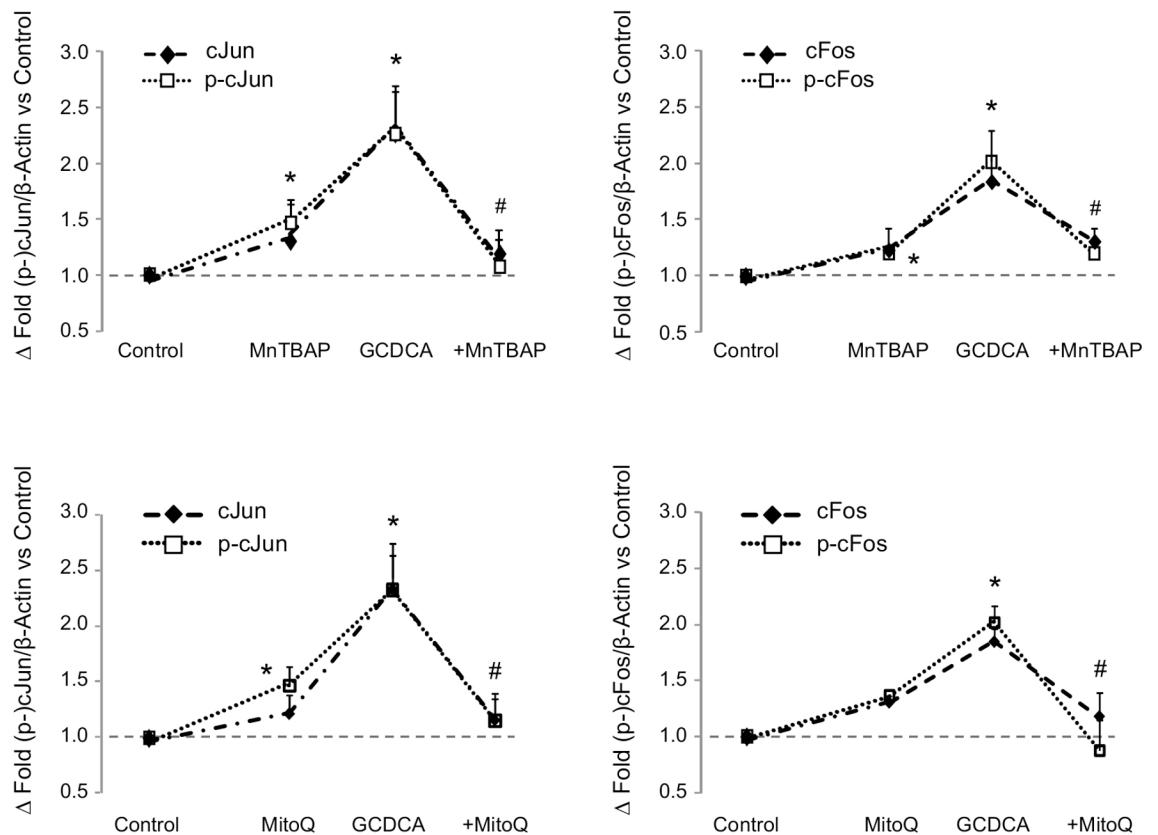 Δ Fold (p-)cJun/β-Actin vs Control
3.0
2.5
2.0
1.5
1.0
0.5
cJun
p-cJun
*
*
#
Control MnTBAP GCDCA +MnTBAP
Δ Fold (p-)cFos/β-Actin vs Control
3.0
2.5
2.0
1.5
1.0
0.5
cFos
p-cFos
*
*
#
Control MnTBAP GCDCA +MnTBAP
Δ Fold (p-)cJun/β-Actin vs Control
3.0
2.5
2.0
1.5
1.0
0.5
cJun
p-cJun
*
*
#
Control MitoQ GCDCA +MitoQ
Δ Fold (p-)cFos/β-Actin vs Control
3.0
2.5
2.0
1.5
1.0
0.5
cFos
p-cFos
*
#
Control MitoQ GCDCA +MitoQ